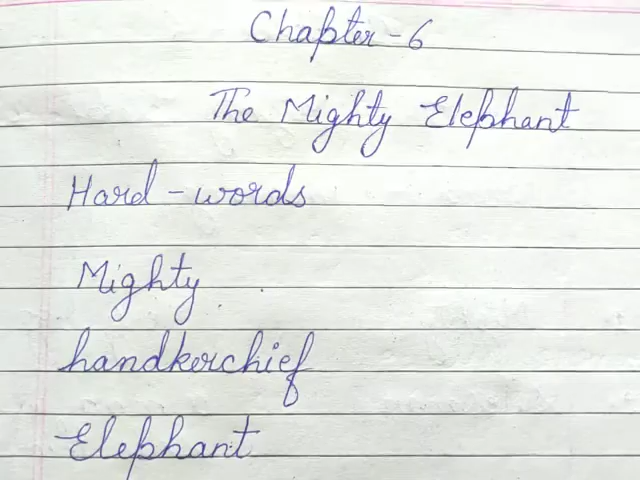 Chapter-6
The Mighty Elephant
Hard-words
Mighty
handkerchief
Elephant